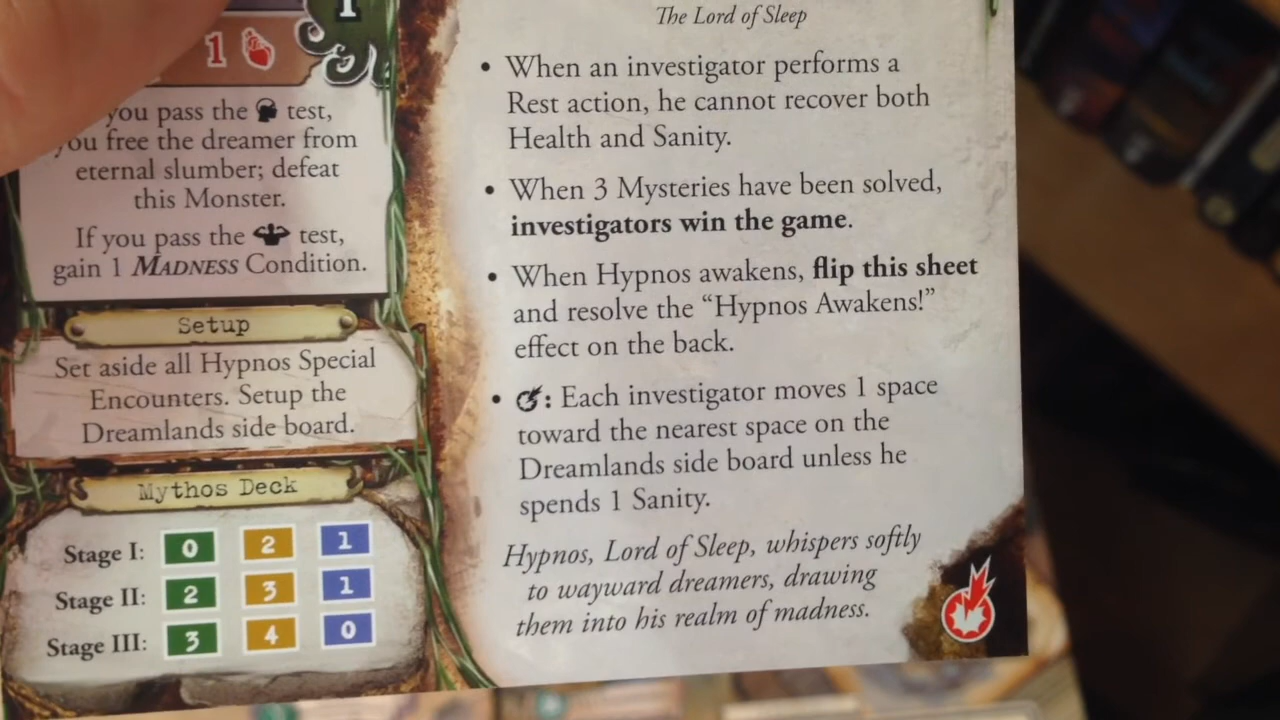 1
1
you pass the test,
you free the dreamer from
eternal slumber; defeat
this Monster.
If you pass the test,
gain 1 MADNESS Condition.
Setup
Set aside all Hypnos Special
Encounters. Setup the
Dreamlands side board.
Mythos Deck
Stage I: 0 2 1
Stage II: 2 3 1
Stage III: 3 4 0
The Lord of Sleep
• When an investigator performs a
Rest action, he cannot recover both
Health and Sanity.
• When 3 Mysteries have been solved,
investigators win the game.
• When Hypnos awakens, flip this sheet
and resolve the “Hypnos Awakens!”
effect on the back.
• : Each investigator moves 1 space
toward the nearest space on the
Dreamlands side board unless he
spends 1 Sanity.
Hypnos, Lord of Sleep, whispers softly
to wayward dreamers, drawing
them into his realm of madness.